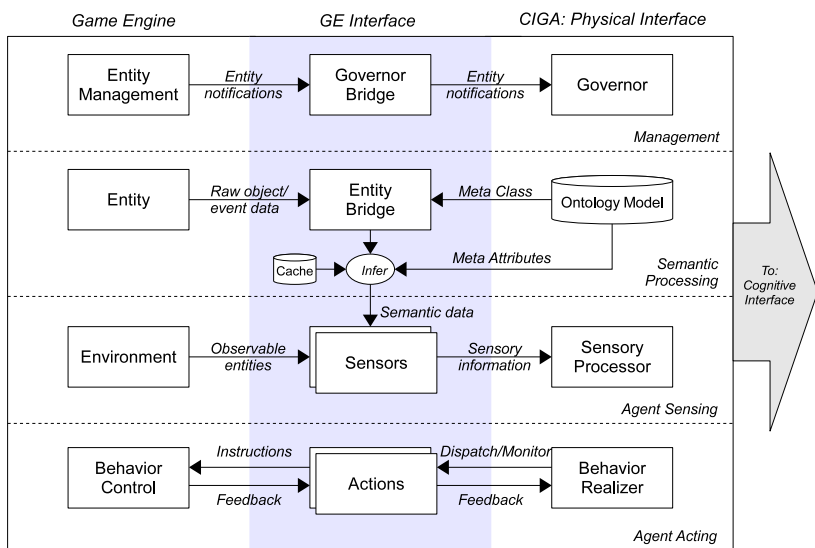 Game Engine
GE Interface
CIGA: Physical Interface
Entity
Management
Entity
notifications
Governor
Bridge
Entity
notifications
Governor
Management
Entity
Raw object/
event data
Entity
Bridge
Meta Class
Ontology Model
Cache
Infer
Meta Attributes
Semantic
Processing
Semantic data
Environment
Observable
entities
Sensors
Sensory
information
Sensory
Processor
Agent Sensing
Behavior
Control
Instructions
Feedback
Actions
Dispatch/Monitor
Feedback
Behavior
Realizer
Agent Acting
To:
Cognitive
Interface